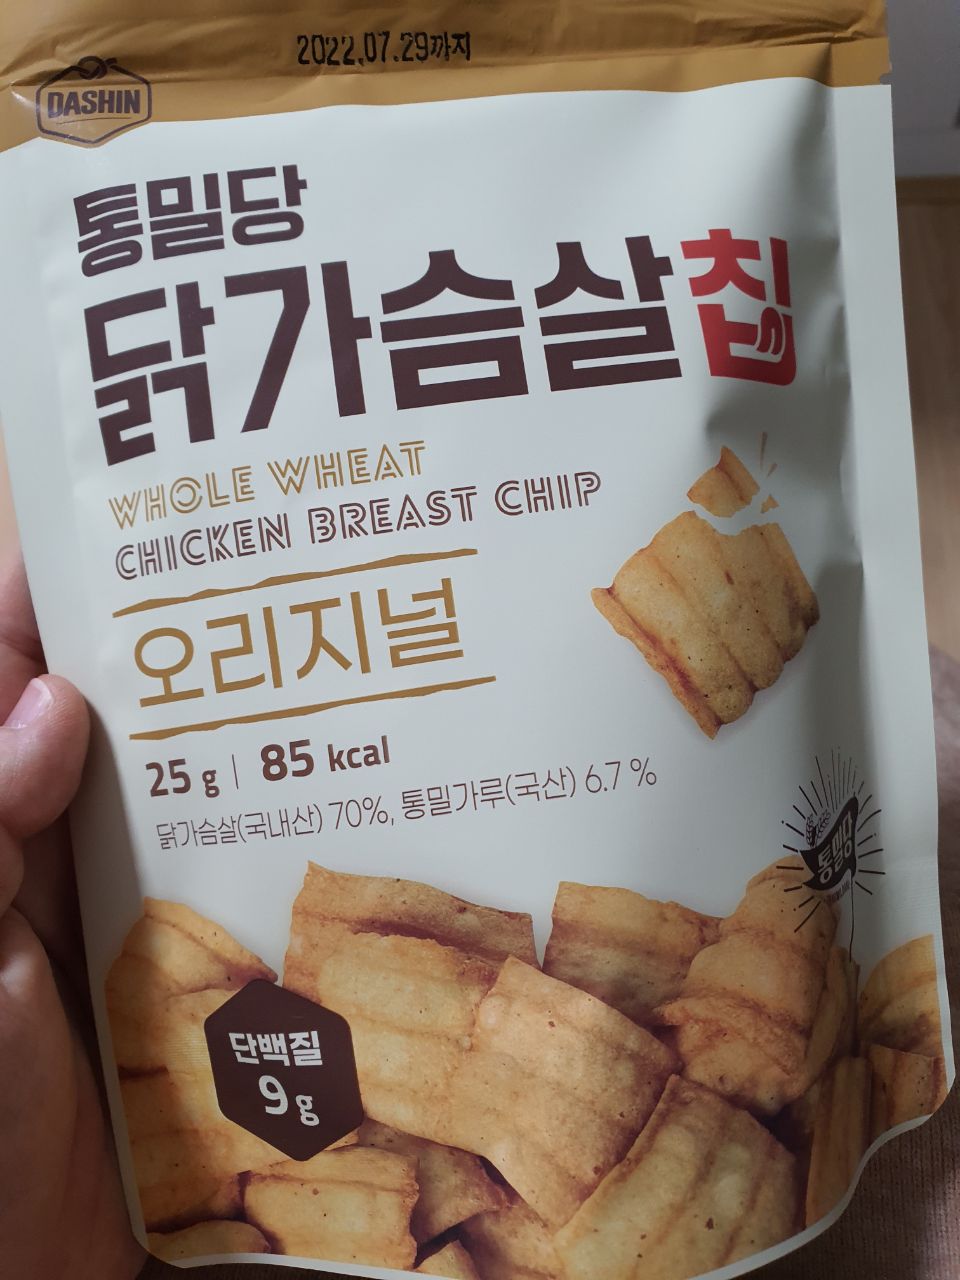 2022.07.29까지
DASHIN
통밀당
닭가슴살칩
WHOLE WHEAT
CHICKEN BREAST CHIP
오리지널
25 g | 85 kcal
닭가슴살(국내산) 70%, 통밀가루(국산) 6.7 %
통밀당
단백질
9 g